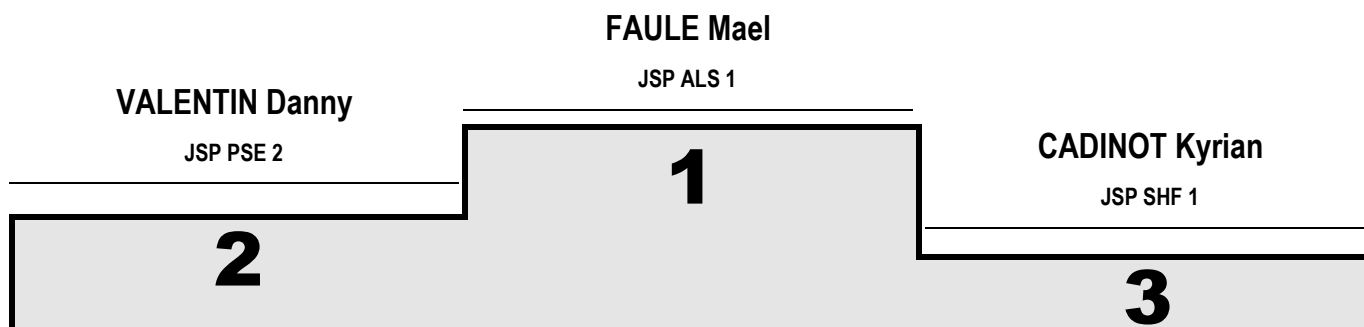 FAULE Mael
JSP ALS 1
VALENTIN Danny
JSP PSE 2
CADINOT Kyrian
JSP SHF 1
1
2
3